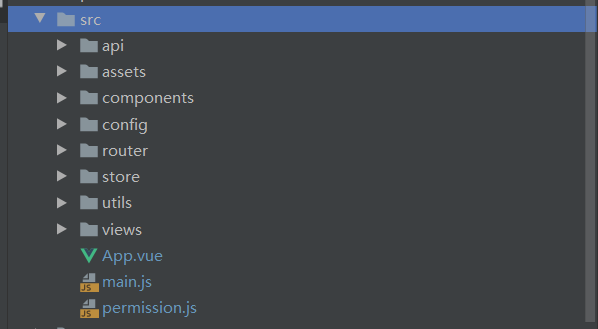 src
api
assets
components
config
router
store
utils
views
App.vue
main.js
permission.js